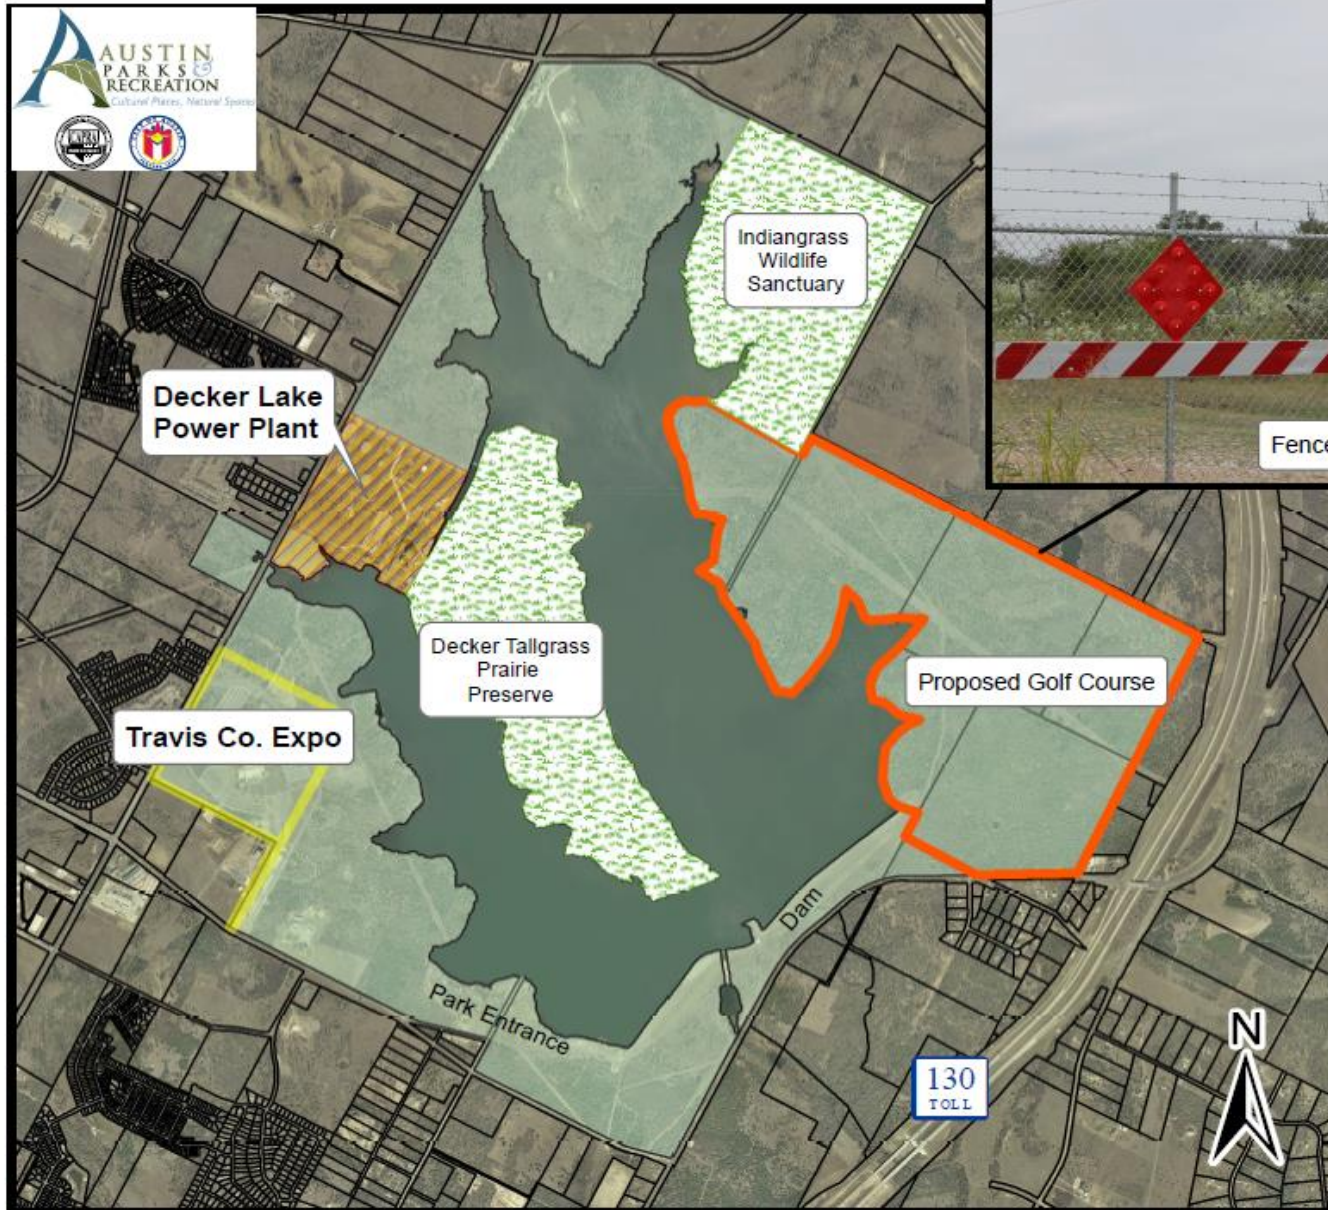 AUSTIN
PARKS &
RECREATION
Cultural Places, Natural Spaces
Indiangrass
Wildlife
Sanctuary
Decker Lake
Power Plant
Fence
Decker Tallgrass
Prairie
Preserve
Proposed Golf Course
Travis Co. Expo
Dam
Park Entrance
N
130
TOLL